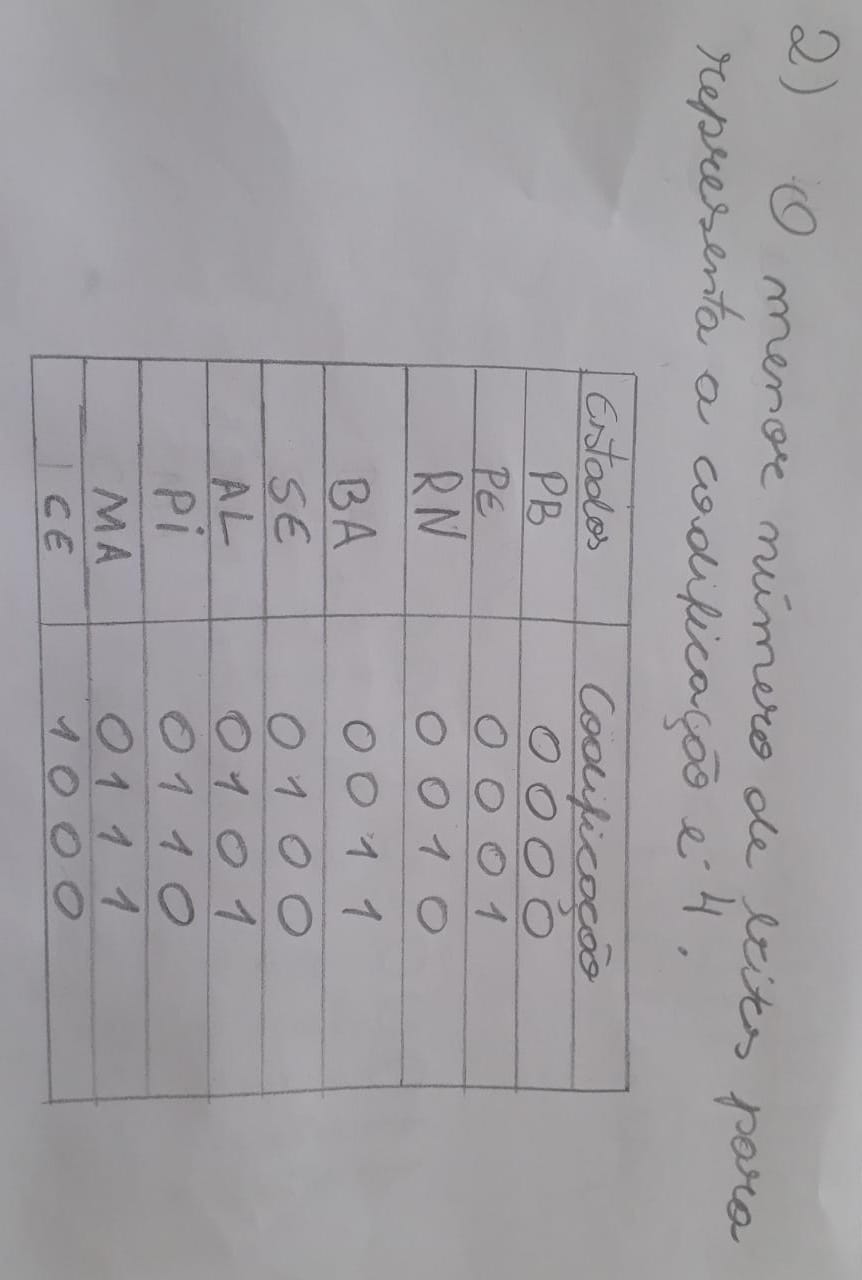 2) O menor número de bits para
representa a codificação é 4.
Estados Codificação
PB 0000
PE 0001
RN 0010
BA 0011
SE 0100
AL 0101
Pi 0110
MA 0111
CE 1000